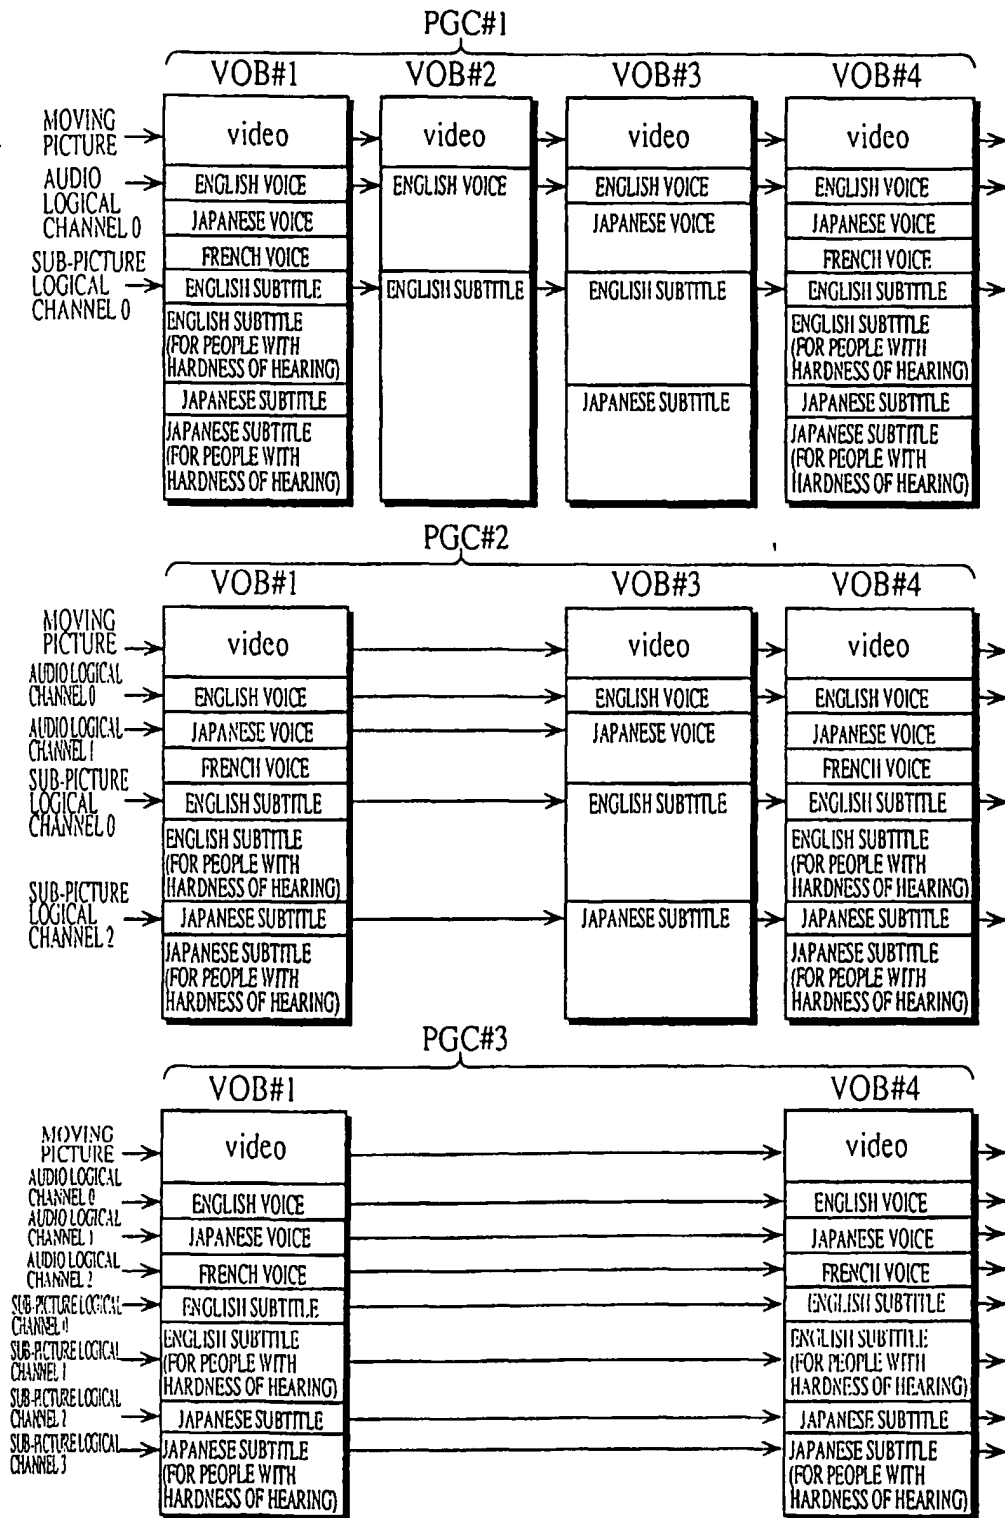 PGC#1
VOB#1
VOB#2
VOB#3
VOB#4
MOVING
PICTURE
AUDIO
LOGICAL
CHANNEL 0
SUB-PICTURE
LOGICAL
CHANNEL 0
video
ENGLISH VOICE
JAPANESE VOICE
FRENCH VOICE
ENGLISH SUBTITLE
ENGLISH SUBTITLE
(FOR PEOPLE WITH
HARDNESS OF HEARING)
JAPANESE SUBTITLE
JAPANESE SUBTITLE
(FOR PEOPLE WITH
HARDNESS OF HEARING)
video
ENGLISH VOICE
ENGLISH SUBTITLE
video
ENGLISH VOICE
JAPANESE VOICE
ENGLISH SUBTITLE
JAPANESE SUBTITLE
video
ENGLISH VOICE
JAPANESE VOICE
FRENCH VOICE
ENGLISH SUBTITLE
ENGLISH SUBTITLE
(FOR PEOPLE WITH
HARDNESS OF HEARING)
JAPANESE SUBTITLE
JAPANESE SUBTITLE
(FOR PEOPLE WITH
HARDNESS OF HEARING)
PGC#2
VOB#1
VOB#3
VOB#4
MOVING
PICTURE
AUDIO LOGICAL
CHANNEL 0
AUDIO LOGICAL
CHANNEL 1
SUB-PICTURE
LOGICAL
CHANNEL 0
SUB-PICTURE
LOGICAL
CHANNEL 2
video
ENGLISH VOICE
JAPANESE VOICE
FRENCH VOICE
ENGLISH SUBTITLE
ENGLISH SUBTITLE
(FOR PEOPLE WITH
HARDNESS OF HEARING)
JAPANESE SUBTITLE
JAPANESE SUBTITLE
(FOR PEOPLE WITH
HARDNESS OF HEARING)
video
ENGLISH VOICE
JAPANESE VOICE
ENGLISH SUBTITLE
JAPANESE SUBTITLE
video
ENGLISH VOICE
JAPANESE VOICE
FRENCH VOICE
ENGLISH SUBTITLE
ENGLISH SUBTITLE
(FOR PEOPLE WITH
HARDNESS OF HEARING)
JAPANESE SUBTITLE
JAPANESE SUBTITLE
(FOR PEOPLE WITH
HARDNESS OF HEARING)
PGC#3
VOB#1
VOB#4
MOVING
PICTURE
AUDIO LOGICAL
CHANNEL 0
AUDIO LOGICAL
CHANNEL 1
AUDIO LOGICAL
CHANNEL 2
SUB-PICTURE LOGICAL
CHANNEL 0
SUB-PICTURE LOGICAL
CHANNEL 1
SUB-PICTURE LOGICAL
CHANNEL 2
SUB-PICTURE LOGICAL
CHANNEL 3
video
ENGLISH VOICE
JAPANESE VOICE
FRENCH VOICE
ENGLISH SUBTITLE
ENGLISH SUBTITLE
(FOR PEOPLE WITH
HARDNESS OF HEARING)
JAPANESE SUBTITLE
JAPANESE SUBTITLE
(FOR PEOPLE WITH
HARDNESS OF HEARING)
video
ENGLISH VOICE
JAPANESE VOICE
FRENCH VOICE
ENGLISH SUBTITLE
ENGLISH SUBTITLE
(FOR PEOPLE WITH
HARDNESS OF HEARING)
JAPANESE SUBTITLE
JAPANESE SUBTITLE
(FOR PEOPLE WITH
HARDNESS OF HEARING)